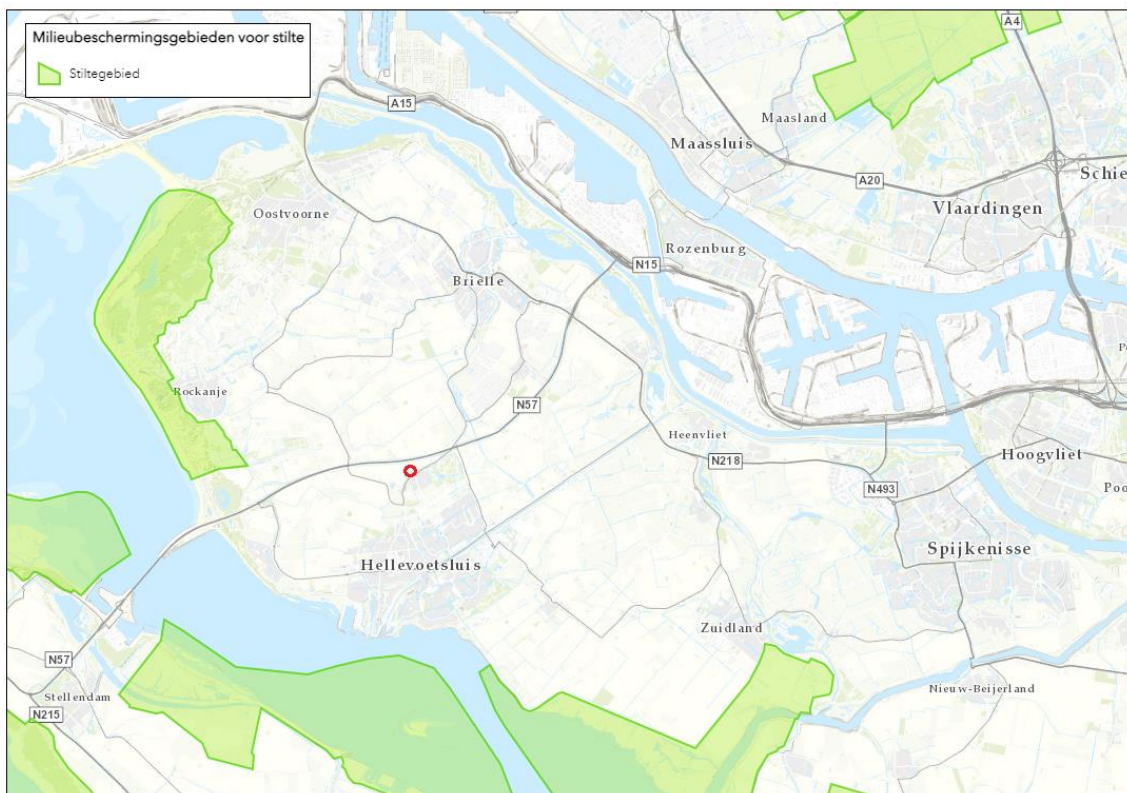 Milieubeschermingsgebieden voor stilte
Stiltegebied
A4
A15
Maasland
Maassluis
A20
Schie
Vlaardingen
Oostvoorne
Rozenburg
N15
Brielle
Rockanje
N57
Heenvliet
N218
Hoogvliet
N493
Poo
Spijkenisse
Hellevoetsluis
Zuidland
N57
Stellendam
N215
Nieuw-Beijerland